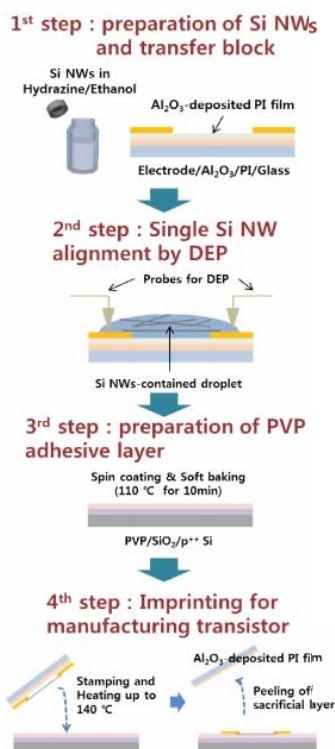 1st step : preparation of Si NWs
and transfer block
Si NWs in
Hydrazine/Ethanol
Al₂O₃-deposited PI film
Electrode/Al₂O₃/PI/Glass
2nd step : Single Si NW
alignment by DEP
Probes for DEP
Si NWs-contained droplet
3rd step : preparation of PVP
adhesive layer
Spin coating & Soft baking
(110 ℃ for 10min)
PVP/SiO₂/p⁺⁺ Si
4th step : Imprinting for
manufacturing transistor
Al₂O₃-deposited PI film
Stamping and
Heating up to
140 ℃
Peeling of
sacrificial layer